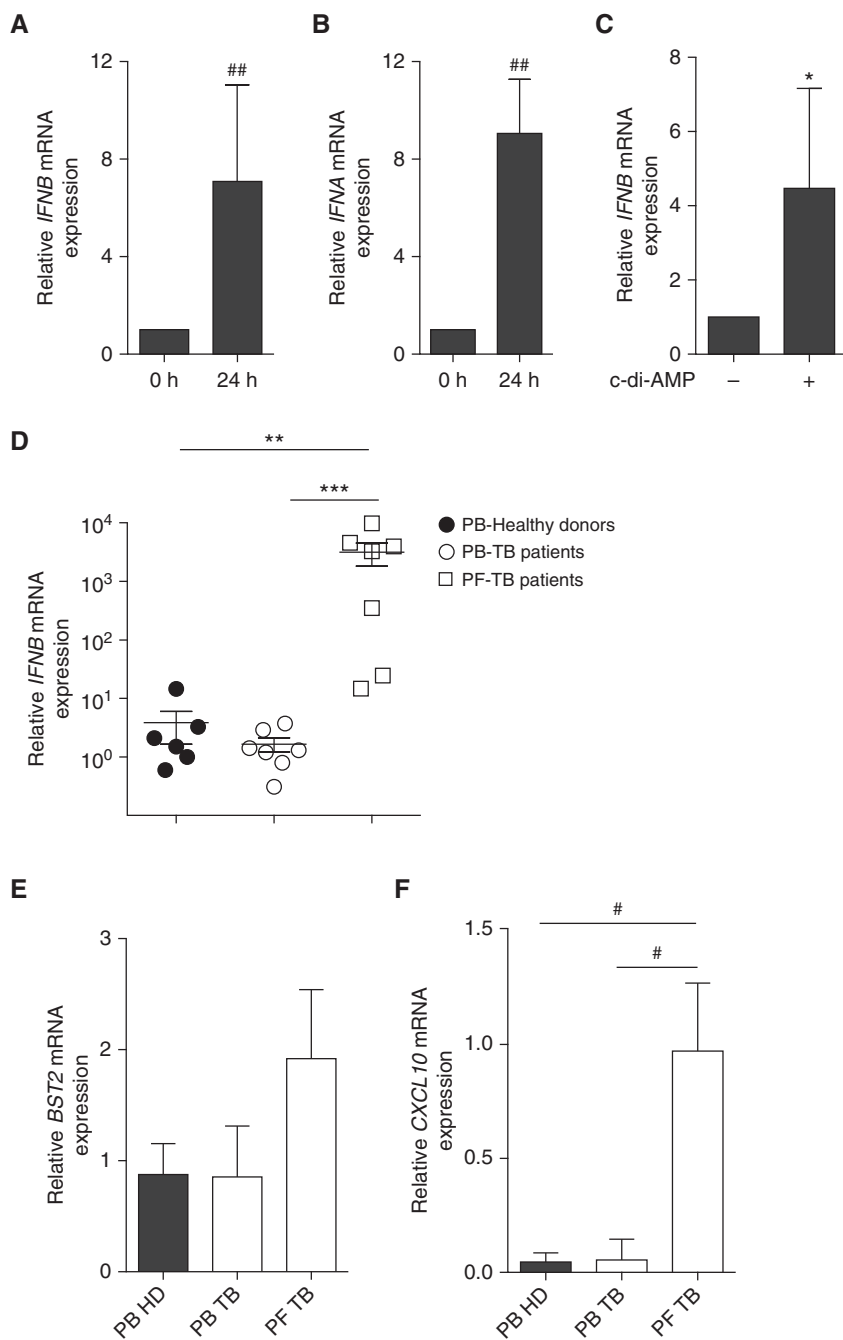 A
Relative IFNB mRNA
expression
12
8
4
0
##
0 h 24 h
B
Relative IFNA mRNA
expression
12
8
4
0
##
0 h 24 h
C
Relative IFNB mRNA
expression
8
6
4
2
0
*
c-di-AMP – +
D
Relative IFNB mRNA
expression
10⁴
10³
10²
10¹
10⁰
**
***
PB-Healthy donors
PB-TB patients
PF-TB patients
E
Relative BST2 mRNA
expression
3
2
1
0
PB HD PB TB PF TB
F
Relative CXCL10 mRNA
expression
1.5
1.0
0.5
0.0
#
#
PB HD PB TB PF TB